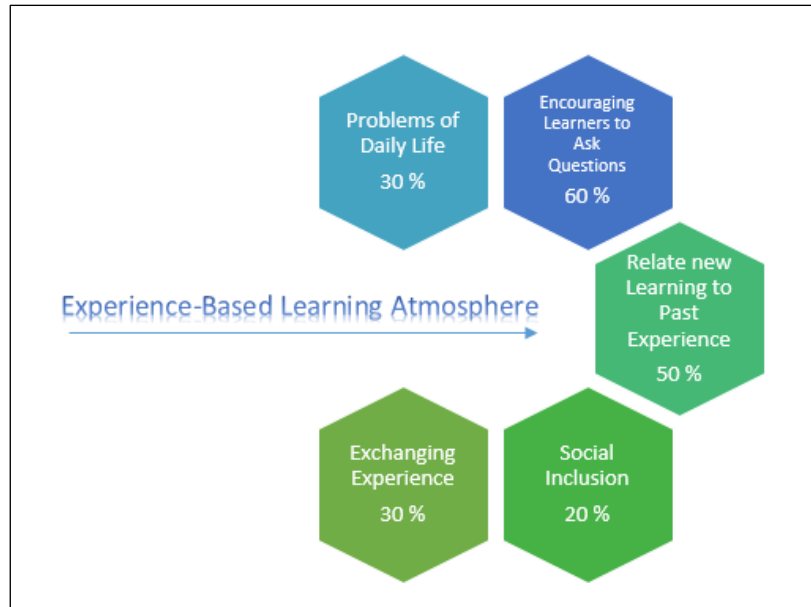 Problems of
Daily Life
30 %
Encouraging
Learners to
Ask
Questions
60 %
Relate new
Learning to
Past
Experience
50 %
Experience-Based Learning Atmosphere
Exchanging
Experience
30 %
Social
Inclusion
20 %